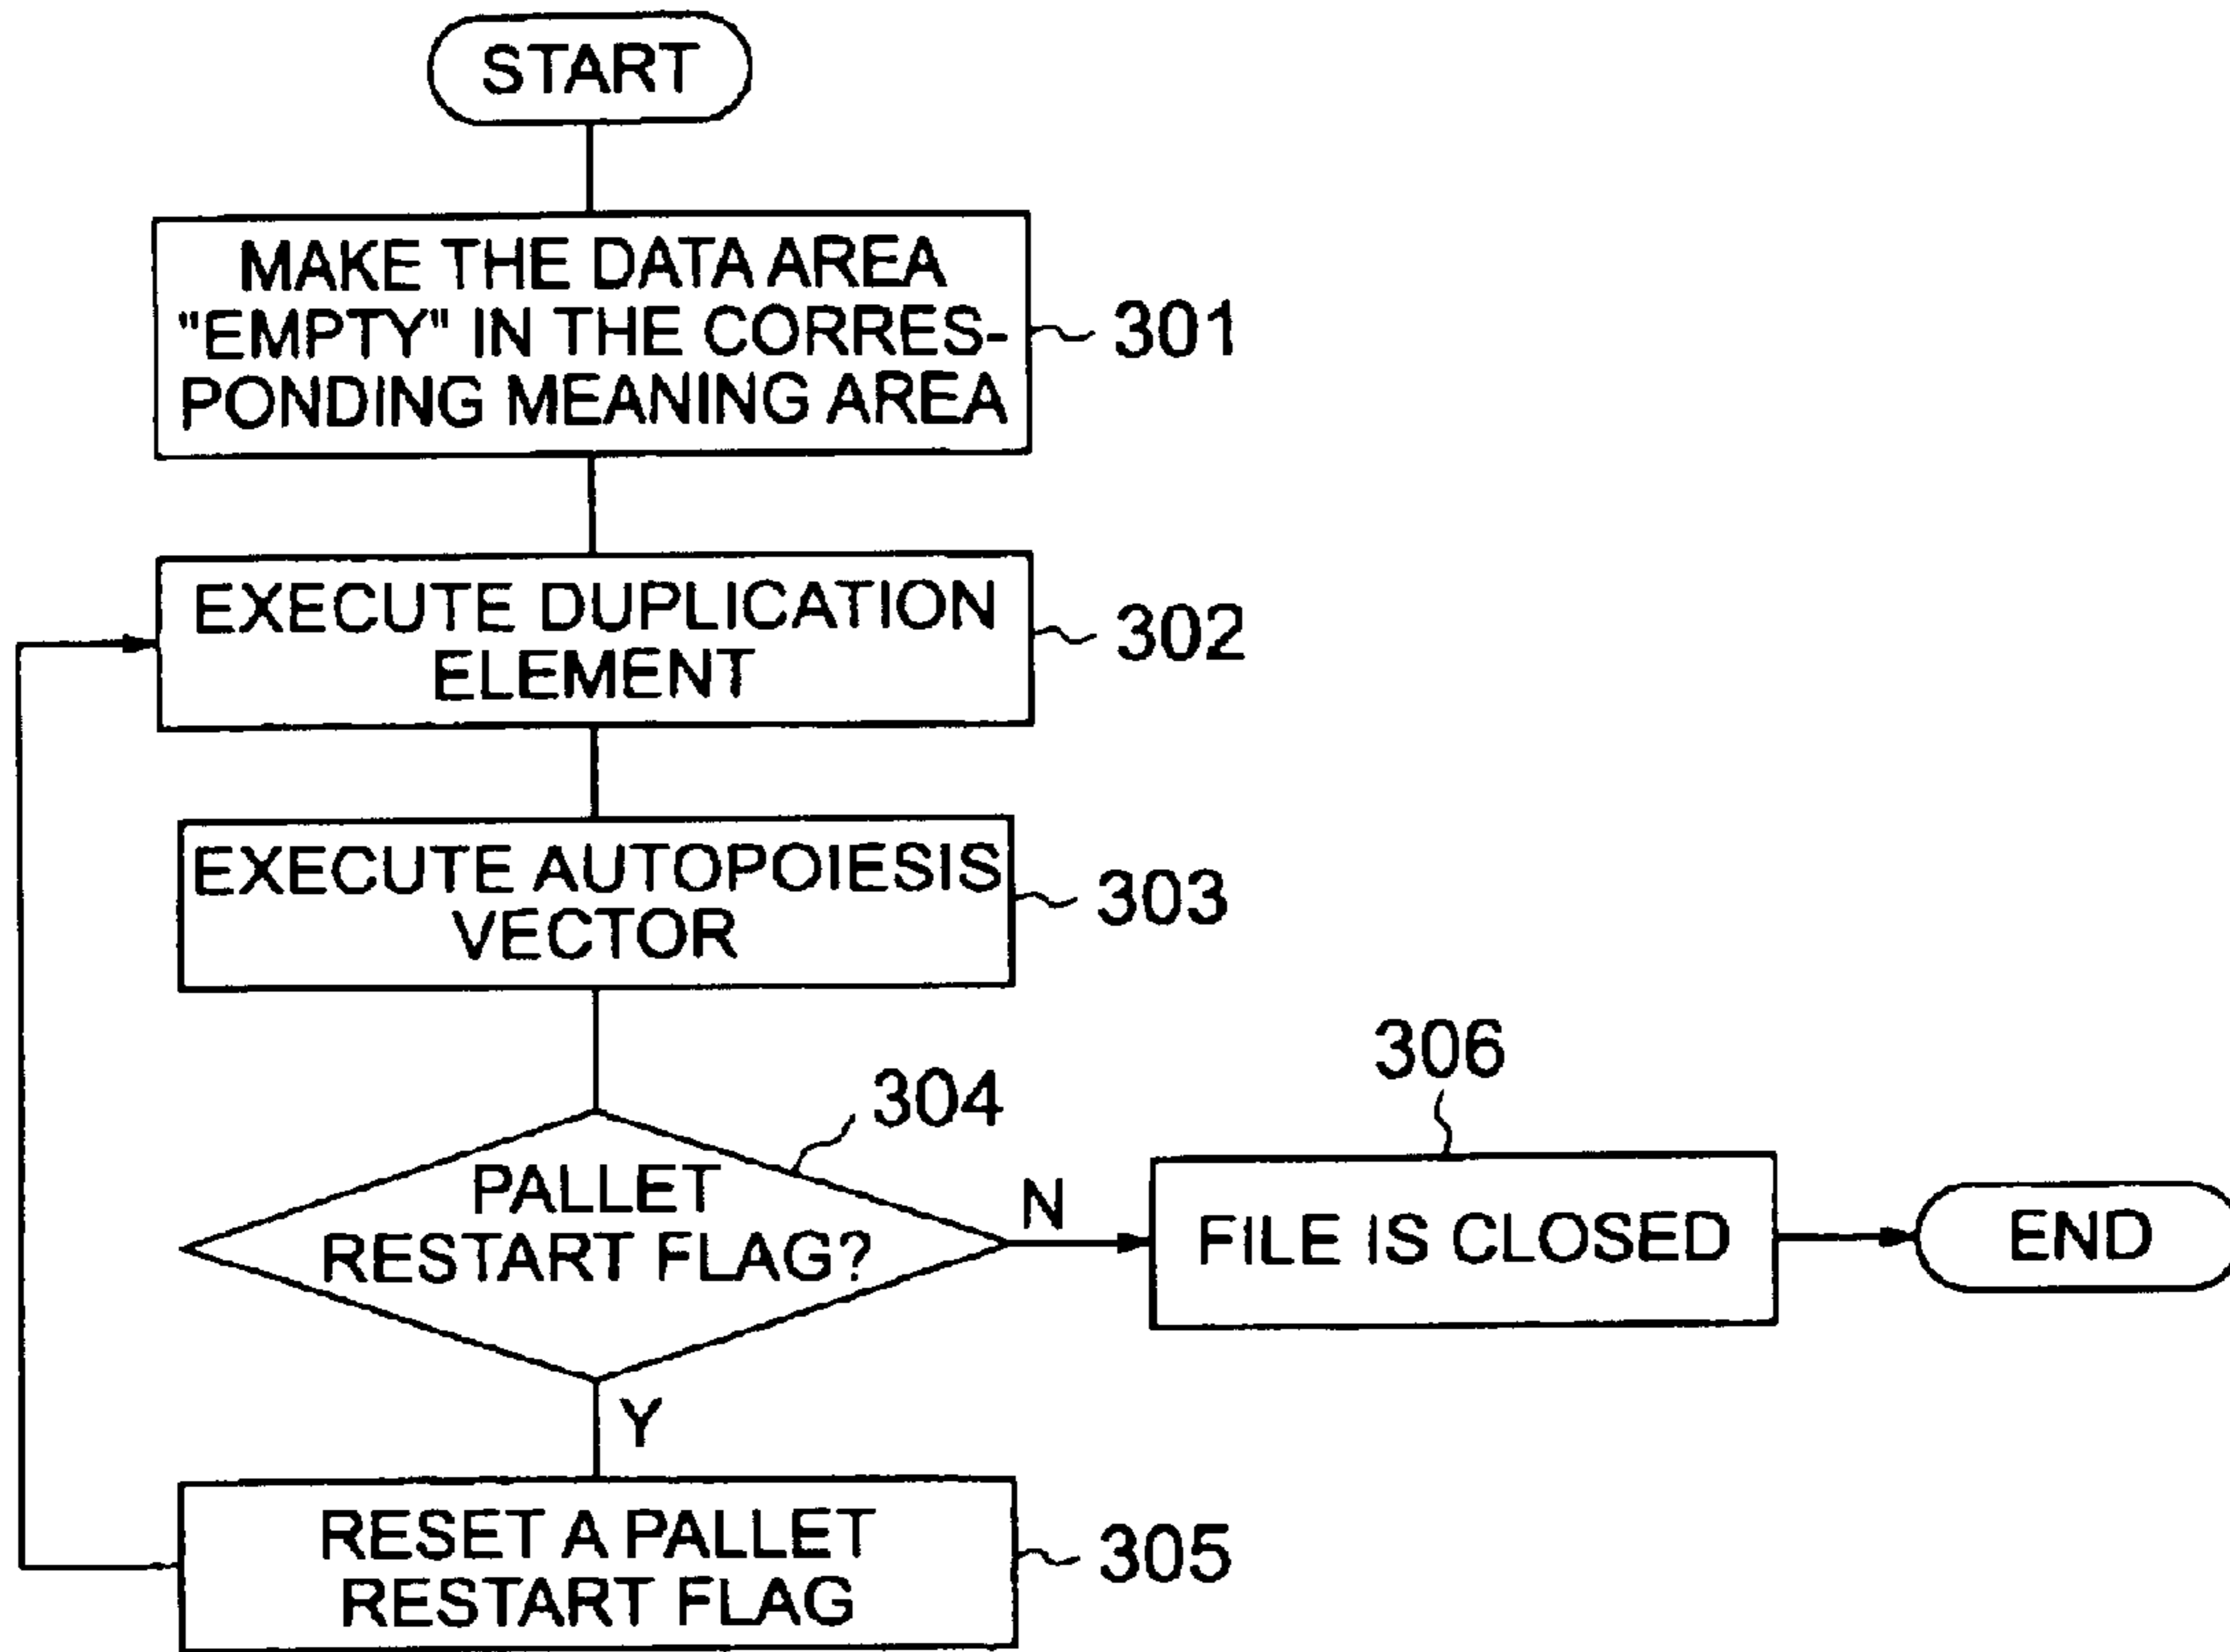 START
MAKE THE DATA AREA
"EMPTY" IN THE CORRES-
PONDING MEANING AREA
301
EXECUTE DUPLICATION
ELEMENT
302
EXECUTE AUTOPOIESIS
VECTOR
303
304
PALLET
RESTART FLAG?
N
306
FILE IS CLOSED
END
Y
RESET A PALLET
RESTART FLAG
305